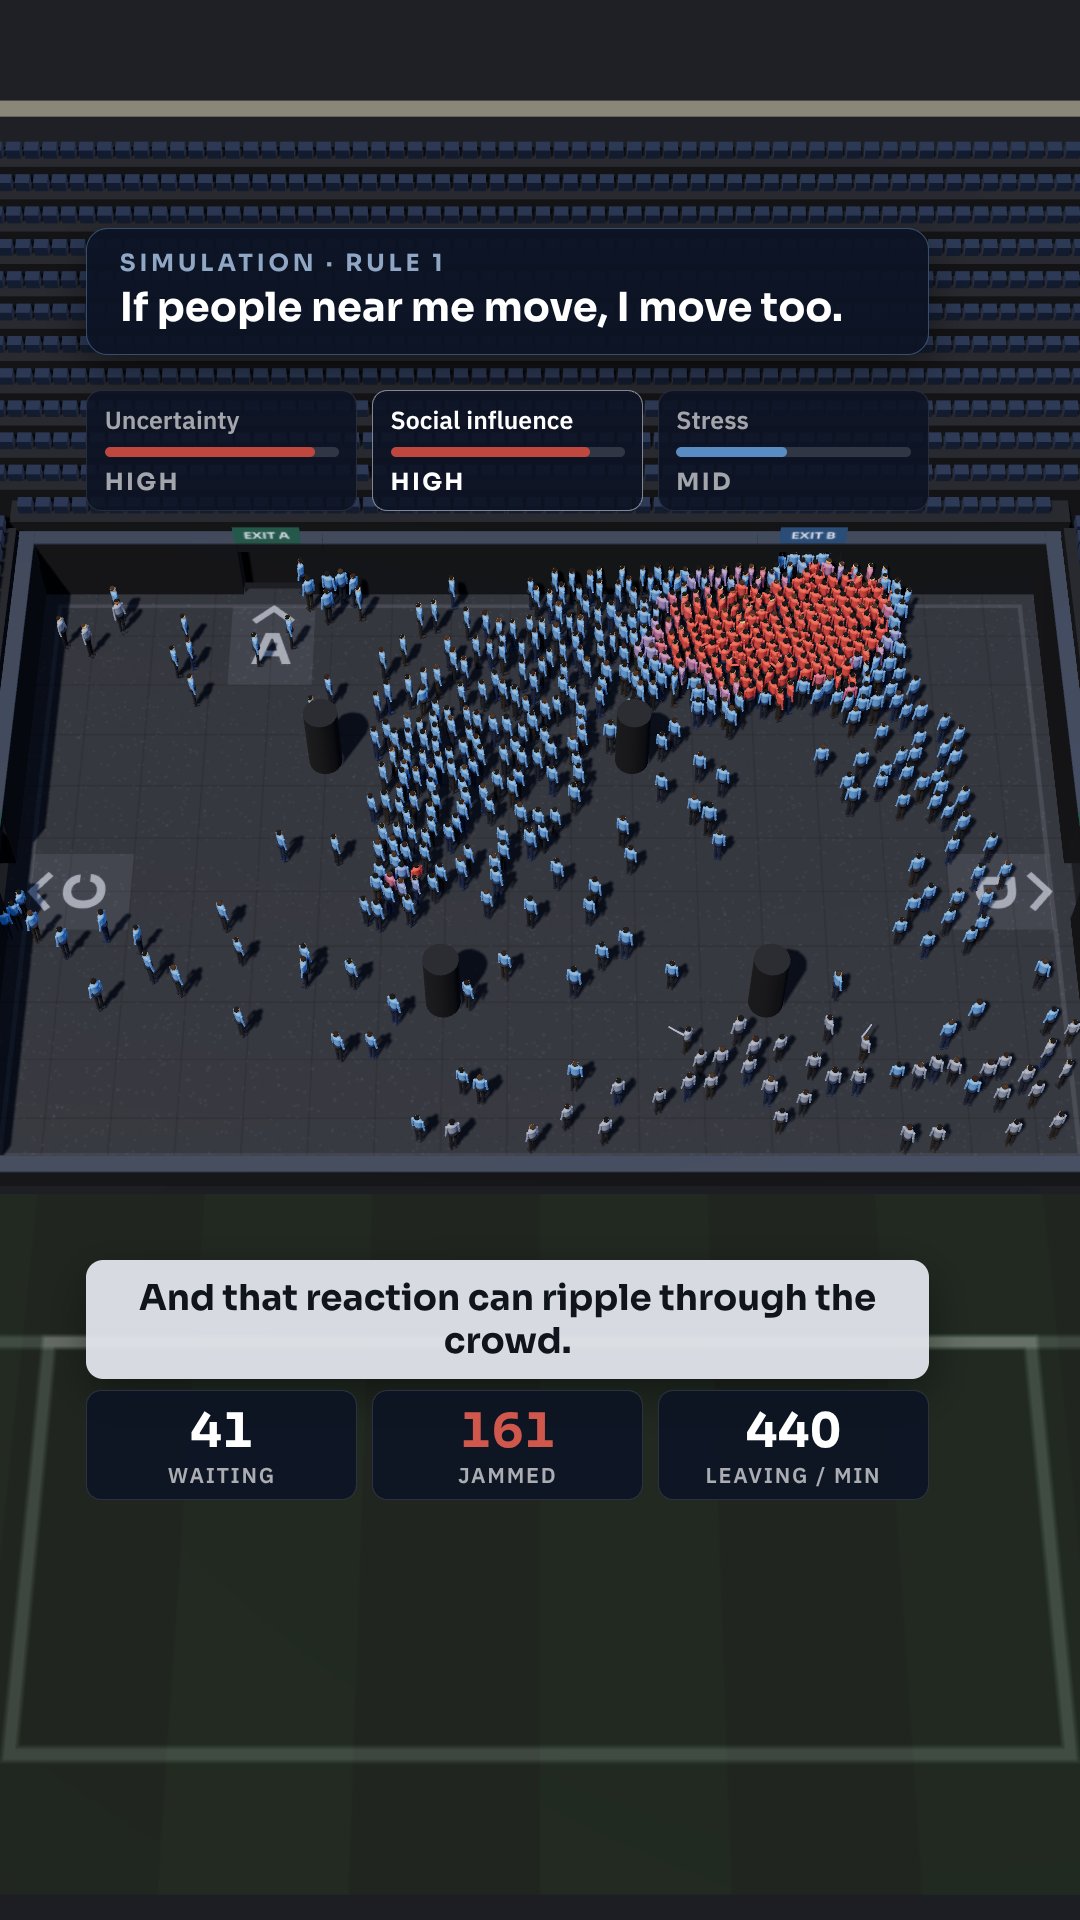 SIMULATION · RULE 1
If people near me move, I move too.
Uncertainty
HIGH
Social influence
HIGH
Stress
MID
EXIT A
EXIT B
A
C
D
And that reaction can ripple through the
crowd.
41
WAITING
161
JAMMED
440
LEAVING / MIN